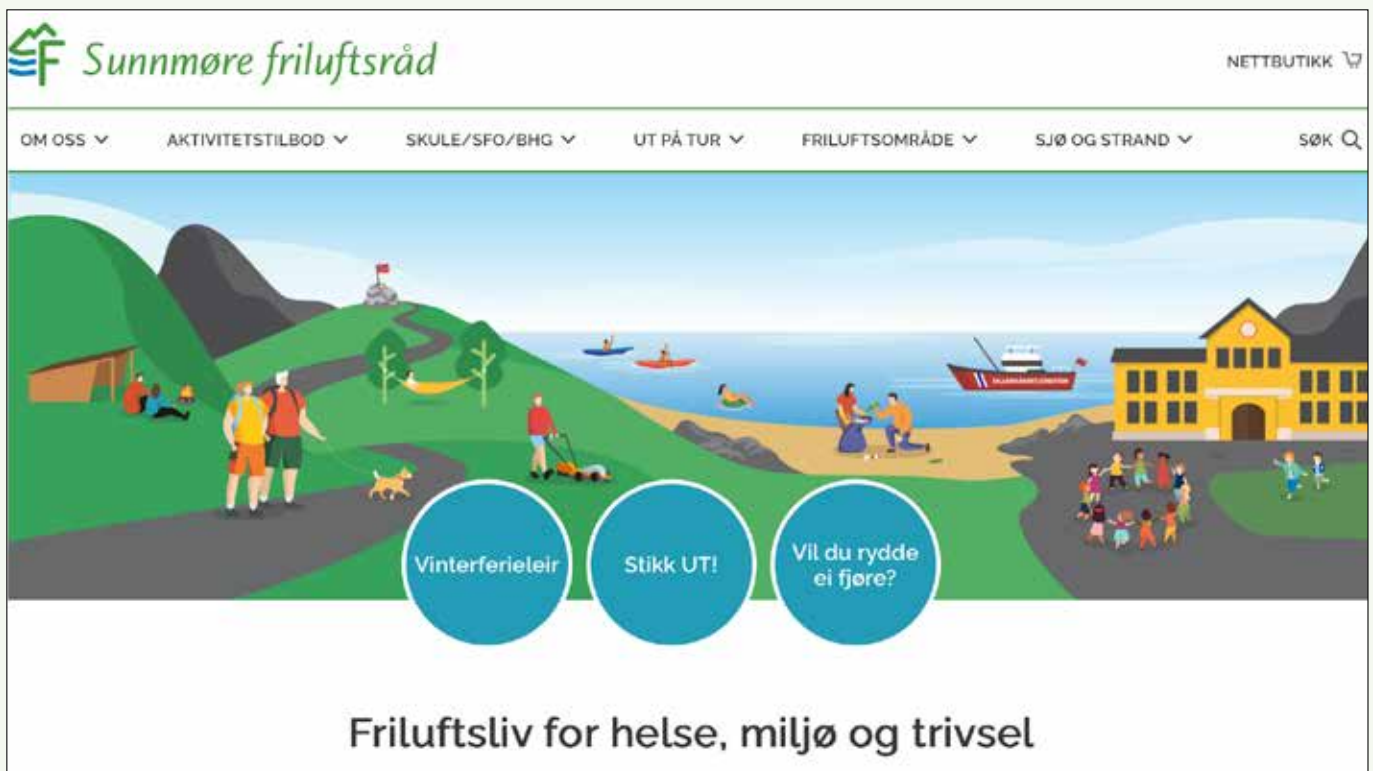 Sunnmøre friluftsråd
NETTBUTIKK
OM OSS
AKTIVITETSTILBOD
SKULE/SFO/BHG
UT PÅ TUR
FRILUFTSOMRÅDE
SJØ OG STRAND
SØK
Vinterferieleir
Stikk UT!
Vil du rydde
ei fjøre?
Friluftsliv for helse, miljø og trivsel